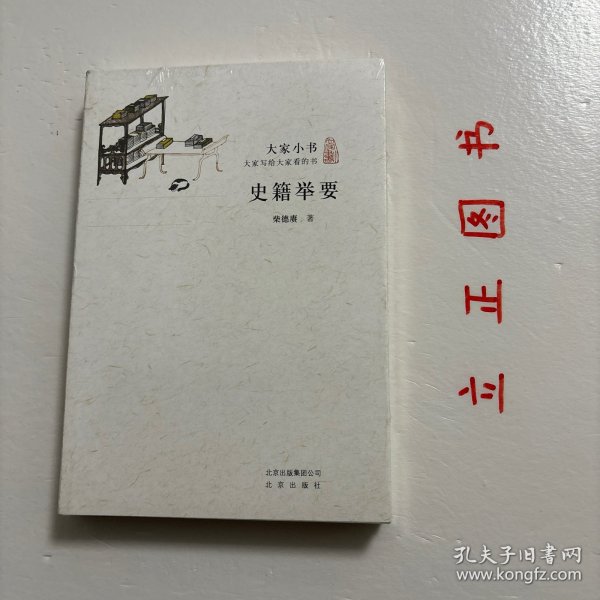 大家小书
大家写给大家看的书
史籍举要
柴德赓 著
北京出版集团公司
北京出版社
立正图书
孔夫子旧书网
www.kongfz.com